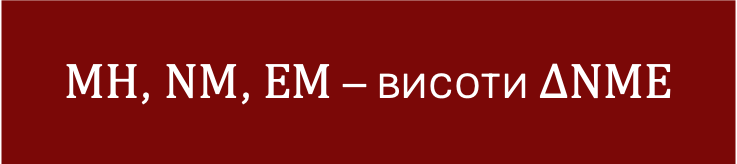 MH, NM, EM – висоти ΔNME